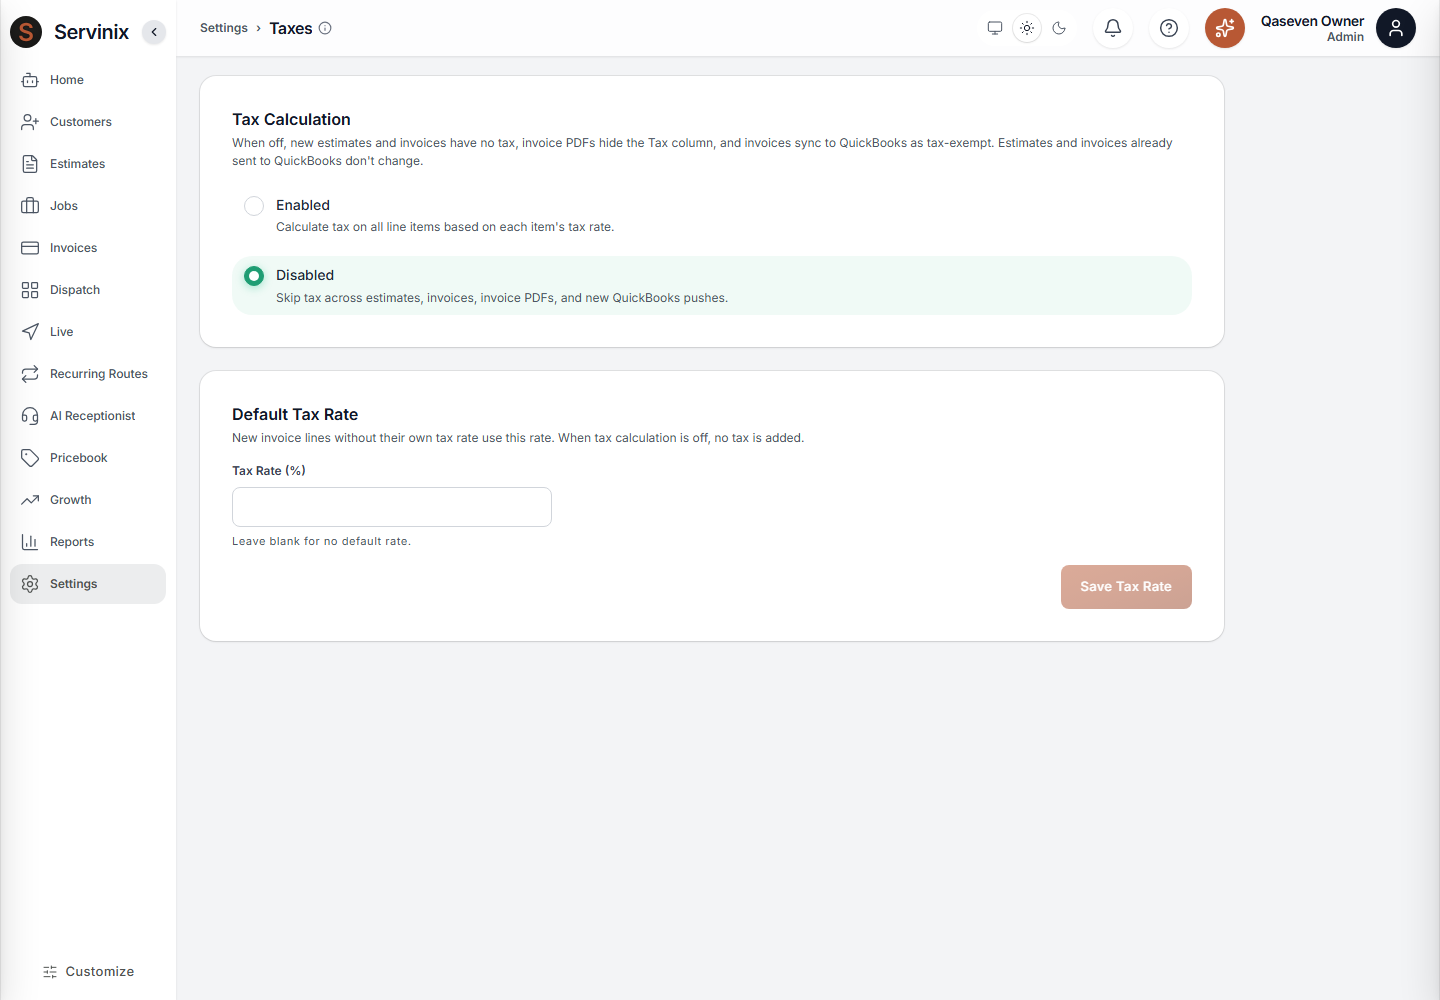 S
Servinix
Settings › Taxes
Qaseven Owner
Admin
Home
Customers
Estimates
Jobs
Invoices
Dispatch
Live
Recurring Routes
AI Receptionist
Pricebook
Growth
Reports
Settings
Customize
Tax Calculation
When off, new estimates and invoices have no tax, invoice PDFs hide the Tax column, and invoices sync to QuickBooks as tax-exempt. Estimates and invoices already
sent to QuickBooks don't change.
Enabled
Calculate tax on all line items based on each item's tax rate.
Disabled
Skip tax across estimates, invoices, invoice PDFs, and new QuickBooks pushes.
Default Tax Rate
New invoice lines without their own tax rate use this rate. When tax calculation is off, no tax is added.
Tax Rate (%)
Leave blank for no default rate.
Save Tax Rate